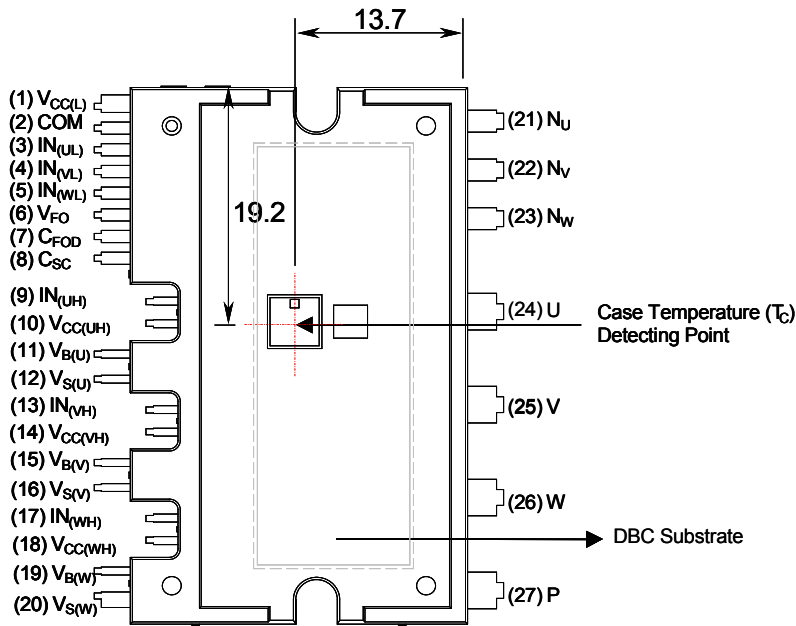 13.7
(1) VCC(L)
(2) COM
(3) IN(UL)
(4) IN(VL)
(5) IN(WL)
(6) VFO
(7) CFOD
(8) CSC
(9) IN(UH)
(10) VCC(UH)
(11) VB(U)
(12) VS(U)
(13) IN(VH)
(14) VCC(VH)
(15) VB(V)
(16) VS(V)
(17) IN(WH)
(18) VCC(WH)
(19) VB(W)
(20) VS(W)
19.2
(21) NU
(22) NV
(23) NW
(24) U
(25) V
(26) W
(27) P
Case Temperature (TC)
Detecting Point
DBC Substrate